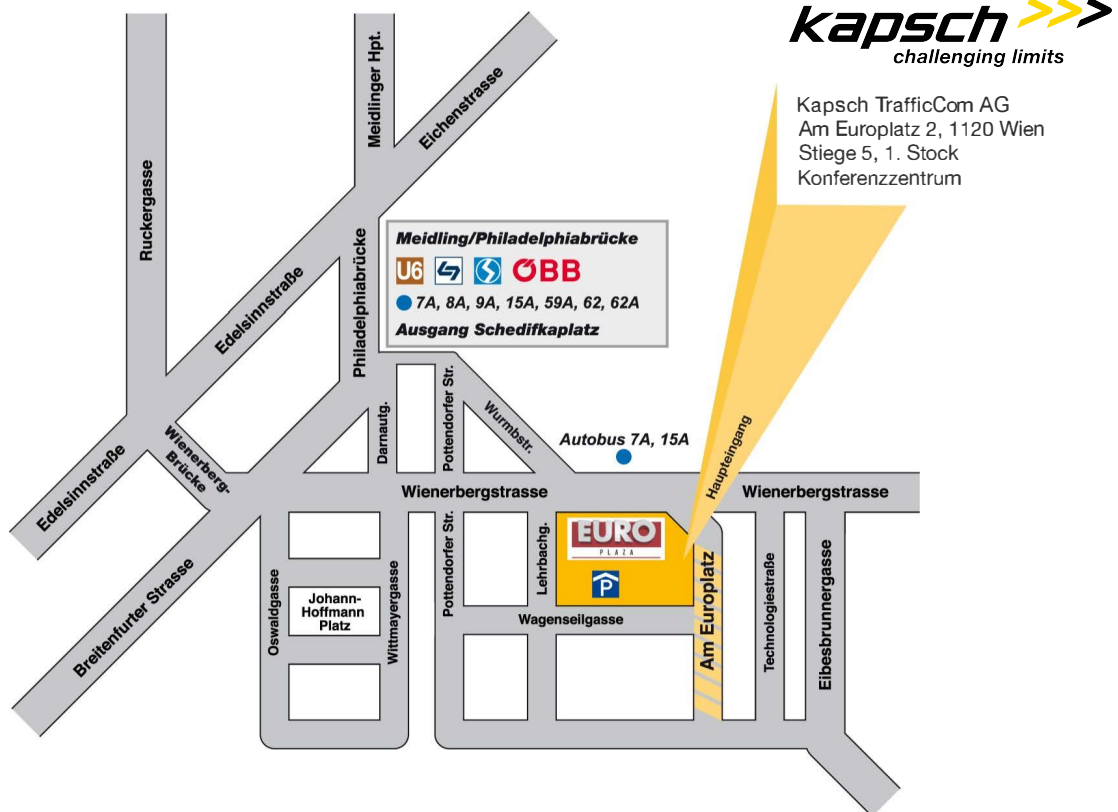 kapsch >>>
challenging limits
Kapsch TrafficCom AG
Am Europlatz 2, 1120 Wien
Stiege 5, 1. Stock
Konferenzzentrum
Meidlinger Hpt.
Eichenstrasse
Ruckergasse
Philadelphiabrücke
Edelsinnstraße
Meidling/Philadelphiabrücke
U6
ÖBB
7A, 8A, 9A, 15A, 59A, 62, 62A
Ausgang Schedifkaplatz
Pottendorfer Str.
Wurmbstr.
Darnautg.
Autobus 7A, 15A
Haupteingang
Edelsinnstraße
Wienerberg-
Brücke
Wienerbergstrasse
Wienerbergstrasse
EURO
PLAZA
P
Lehrbachg.
Pottendorfer Str.
Breitenfurter Strasse
Oswaldgasse
Johann-
Hoffmann
Platz
Wittmayergasse
Wagenseilgasse
Am Europlatz
Technologiestraße
Eibesbrunnergasse